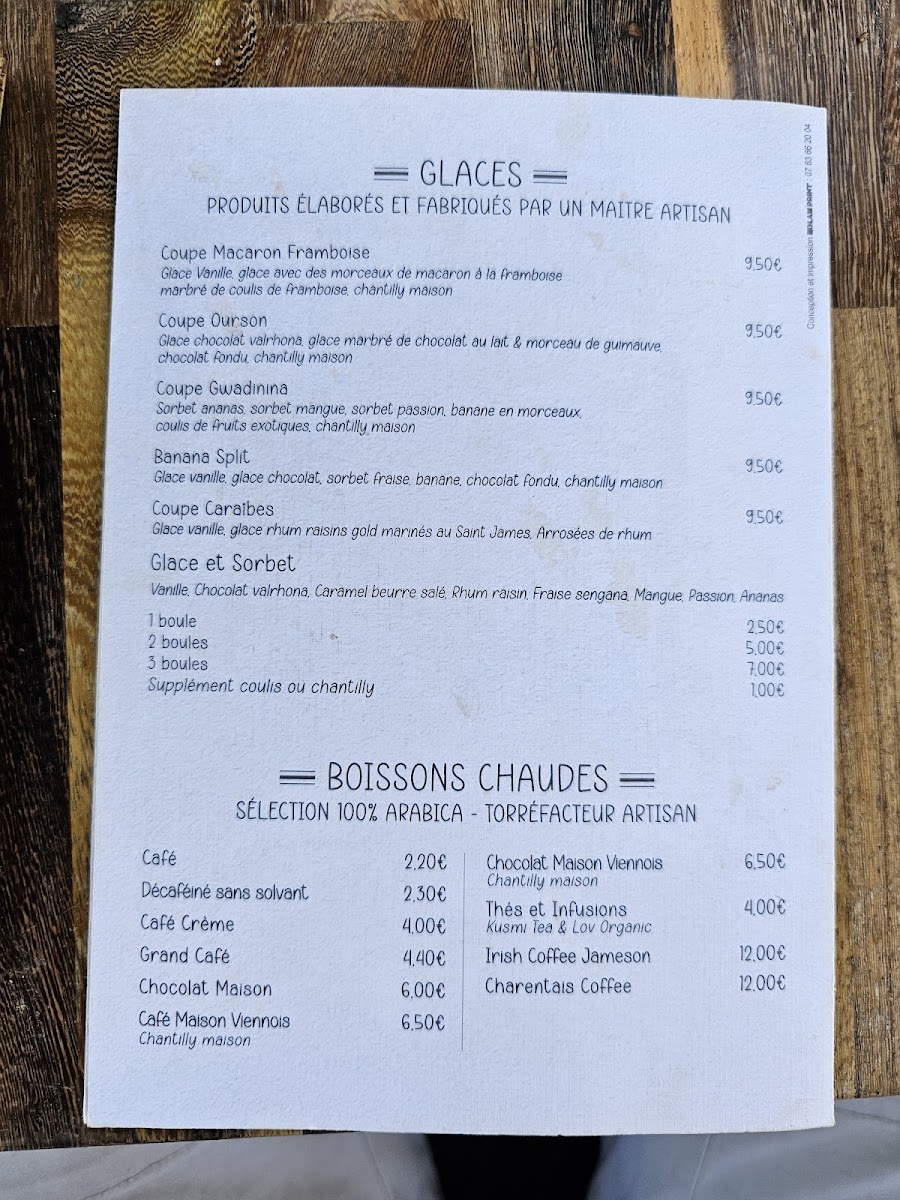 GLACES
PRODUITS ÉLABORÉS ET FABRIQUÉS PAR UN MAITRE ARTISAN
Coupe Macaron Framboise 9,50€
Glace Vanille, glace avec des morceaux de macaron à la framboise
marbré de coulis de framboise, chantilly maison
Coupe Ourson 9,50€
Glace chocolat valrhona, glace marbré de chocolat au lait & morceau de guimauve,
chocolat fondu, chantilly maison
Coupe Gwadinina 9,50€
Sorbet ananas, sorbet mangue, sorbet passion, banane en morceaux,
coulis de fruits exotiques, chantilly maison
Banana Split 9,50€
Glace vanille, glace chocolat, sorbet fraise, banane, chocolat fondu, chantilly maison
Coupe Caraïbes 9,50€
Glace vanille, glace rhum raisins gold marinés au Saint James, Arrosées de rhum
Glace et Sorbet
Vanille, Chocolat valrhona, Caramel beurre salé, Rhum raisin, Fraise sengana, Mangue, Passion, Ananas
1 boule 2,50€
2 boules 5,00€
3 boules 7,00€
Supplément coulis ou chantilly 1,00€
BOISSONS CHAUDES
SÉLECTION 100% ARABICA - TORRÉFACTEUR ARTISAN
Café 2,20€
Décaféiné sans solvant 2,30€
Café Crème 4,00€
Grand Café 4,40€
Chocolat Maison 6,00€
Café Maison Viennois 6,50€
Chantilly maison
Chocolat Maison Viennois 6,50€
Chantilly maison
Thés et Infusions 4,00€
Kusmi Tea & Lov Organic
Irish Coffee Jameson 12,00€
Charentais Coffee 12,00€
Conception et impression PRINT : 07 63 66 20 04